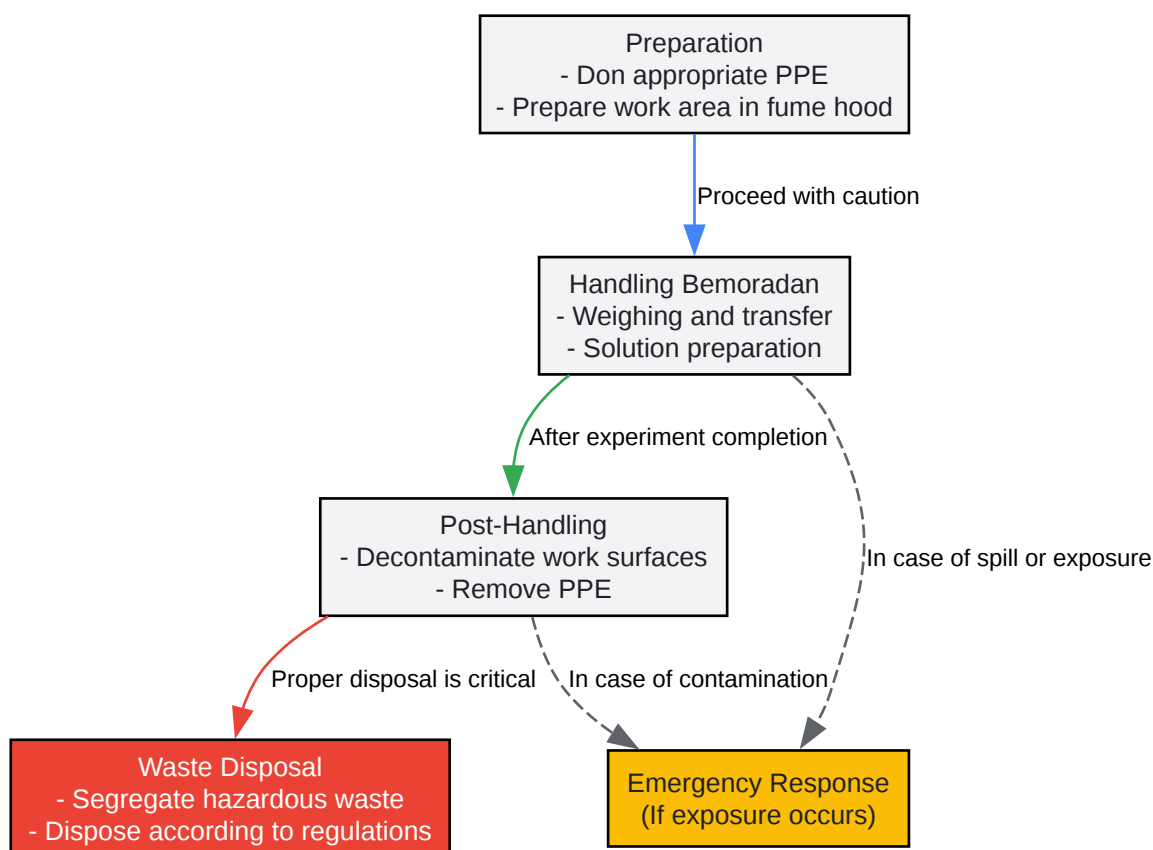 Preparation
- Don appropriate PPE
- Prepare work area in fume hood
Proceed with caution
Handling Bemoradan
- Weighing and transfer
- Solution preparation
After experiment completion
Post-Handling
- Decontaminate work surfaces
- Remove PPE
In case of spill or exposure
Proper disposal is critical
In case of contamination
Waste Disposal
- Segregate hazardous waste
- Dispose according to regulations
Emergency Response
(If exposure occurs)